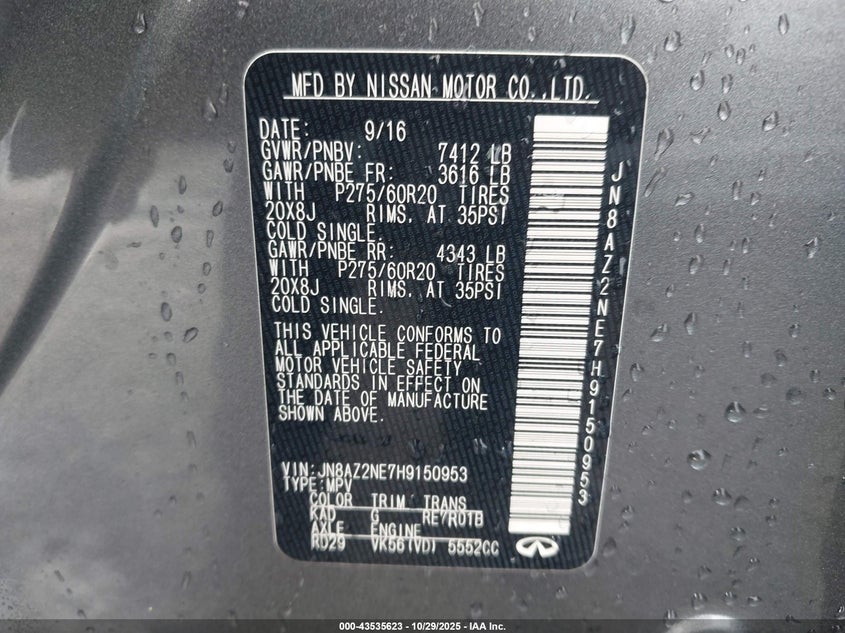 MFD BY NISSAN MOTOR CO.,LTD.
DATE: 9/16
GVWR/PNBV: 7412 LB
GAWR/PNBE FR: 3616 LB
WITH P275/60R20 TIRES
20X8J RIMS, AT 35PSI
COLD SINGLE.
GAWR/PNBE RR: 4343 LB
WITH P275/60R20 TIRES
20X8J RIMS, AT 35PSI
COLD SINGLE.
THIS VEHICLE CONFORMS TO
ALL APPLICABLE FEDERAL
MOTOR VEHICLE SAFETY
STANDARDS IN EFFECT ON
THE DATE OF MANUFACTURE
SHOWN ABOVE.
VIN:JN8AZ2NE7H9150953
TYPE:MPV
COLOR TRIM TRANS
KAD G RE7R01B
AXLE ENGINE
RD29 VK56(VD) 5552CC
JN8AZ2NE7H9150953
000-43535623 - 10/29/2025 - IAA Inc.